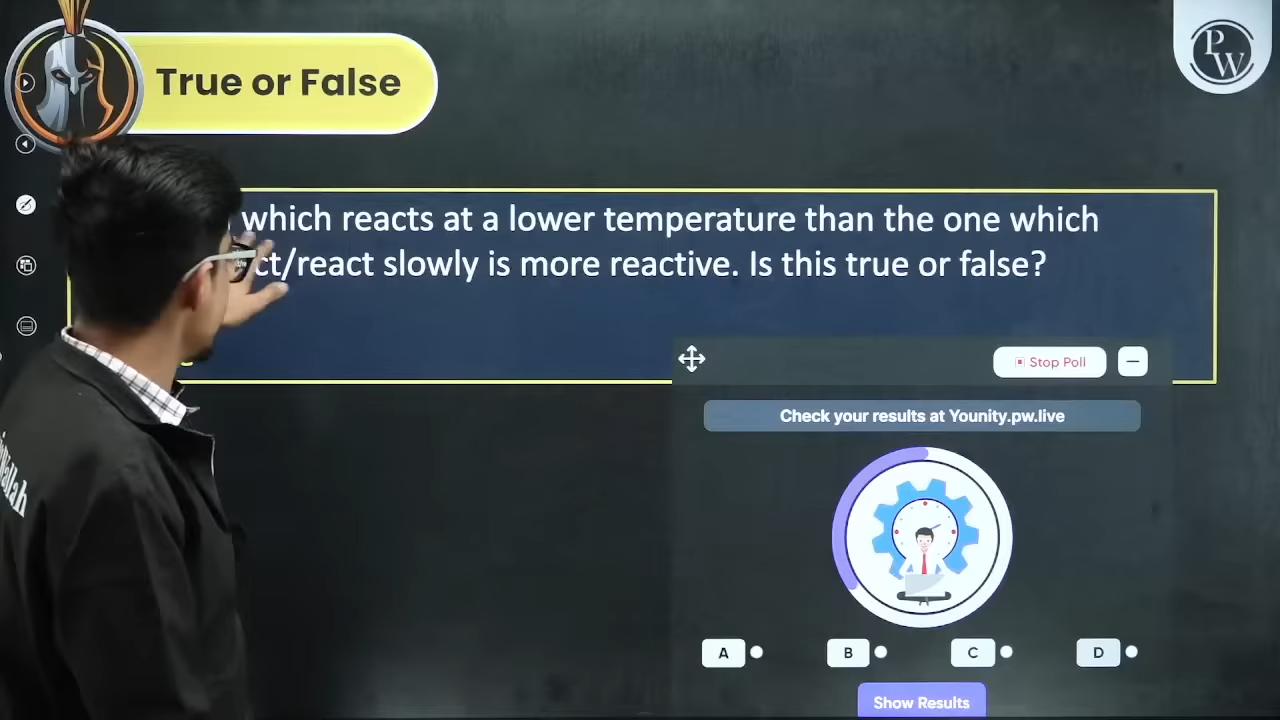 True or False
PW
which reacts at a lower temperature than the one which
ct/react slowly is more reactive. Is this true or false?
Stop Poll
Check your results at Younity.pw.live
A
B
C
D
Show Results